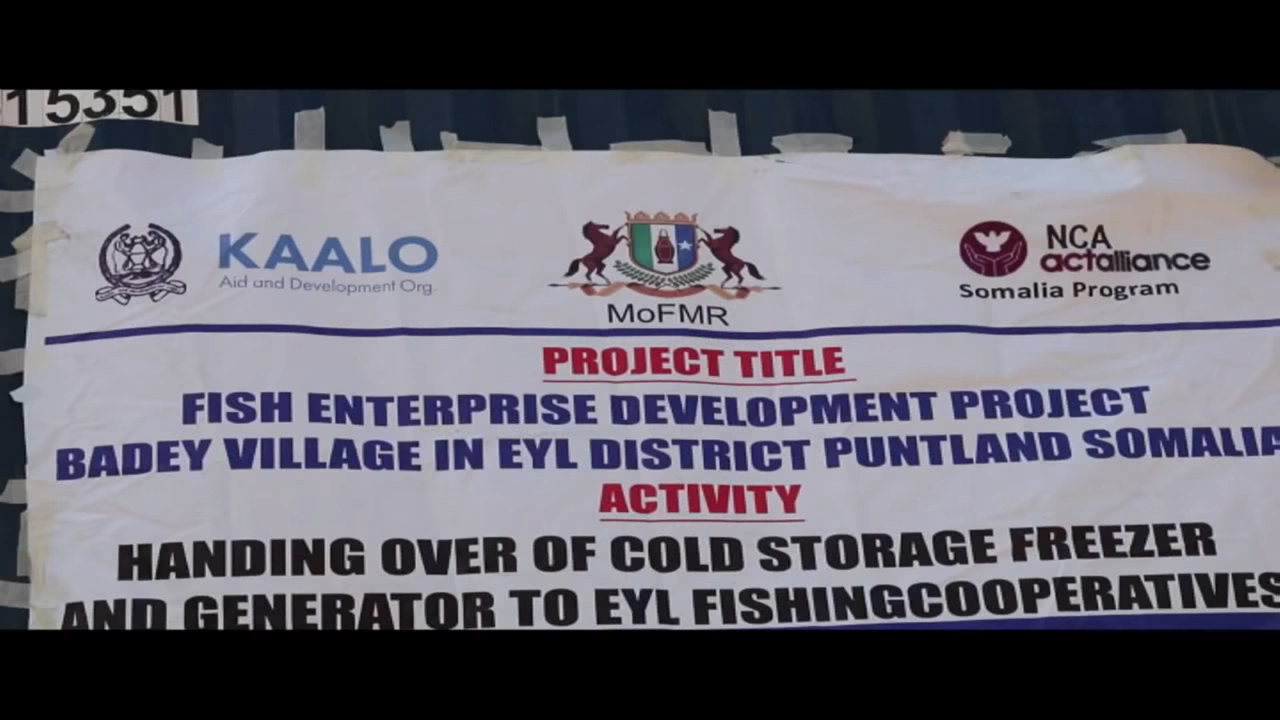 15351
KAALO
Aid and Development Org.
MoFMR
NCA
actalliance
Somalia Program
PROJECT TITLE
FISH ENTERPRISE DEVELOPMENT PROJECT
BADEY VILLAGE IN EYL DISTRICT PUNTLAND SOMALIA
ACTIVITY
HANDING OVER OF COLD STORAGE FREEZER
AND GENERATOR TO EYL FISHINGCOOPERATIVES